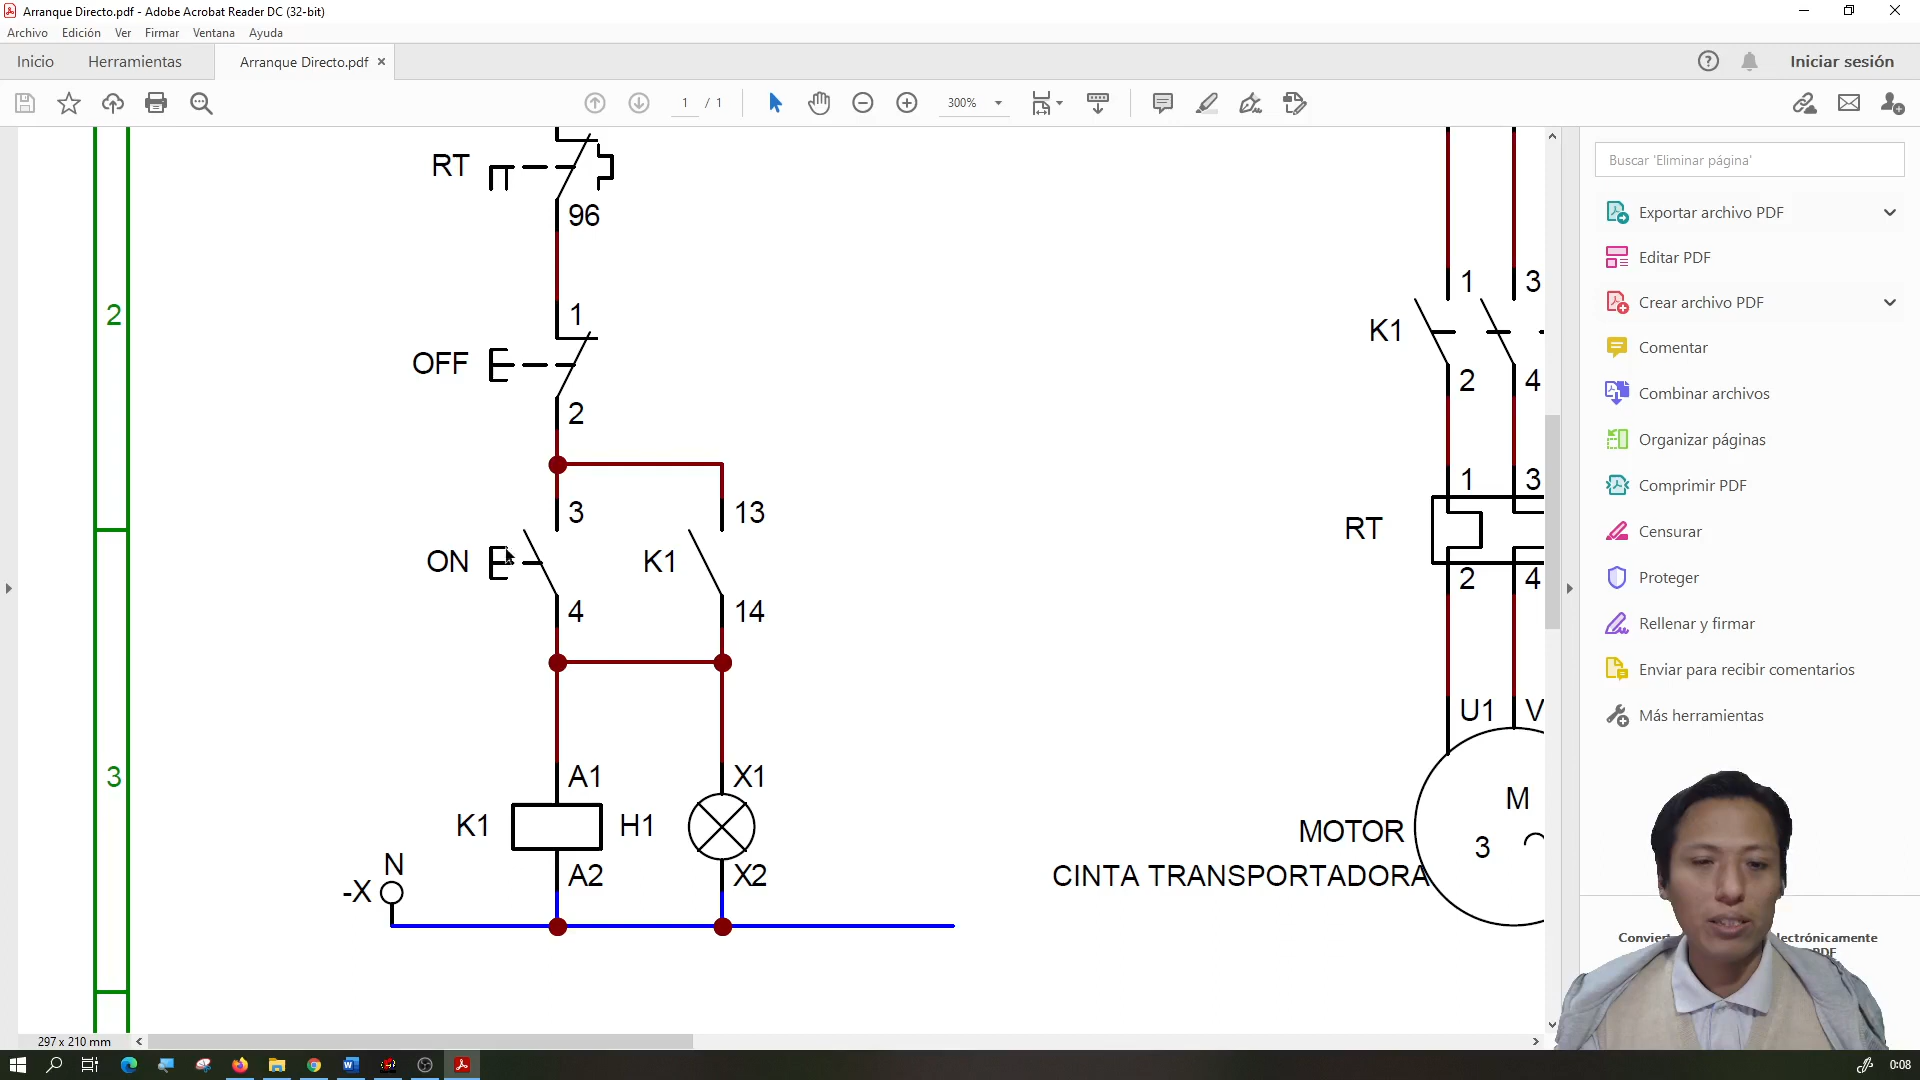 Arranque Directo.pdf - Adobe Acrobat Reader DC (32-bit)
Archivo Edición Ver Firmar Ventana Ayuda
Inicio Herramientas Arranque Directo.pdf × Iniciar sesión
1 / 1 300%
Buscar 'Eliminar página'
Exportar archivo PDF
Editar PDF
Crear archivo PDF
Comentar
Combinar archivos
Organizar páginas
Comprimir PDF
Censurar
Proteger
Rellenar y firmar
Enviar para recibir comentarios
Más herramientas
RT
96
1
OFF
2
2
3
13
ON
K1
4
14
3
A1
X1
K1
H1
A2
X2
N
-X
1
3
K1
2
4
1
3
RT
2
4
U1
V
M
3
MOTOR
CINTA TRANSPORTADORA
297 x 210 mm
0:08